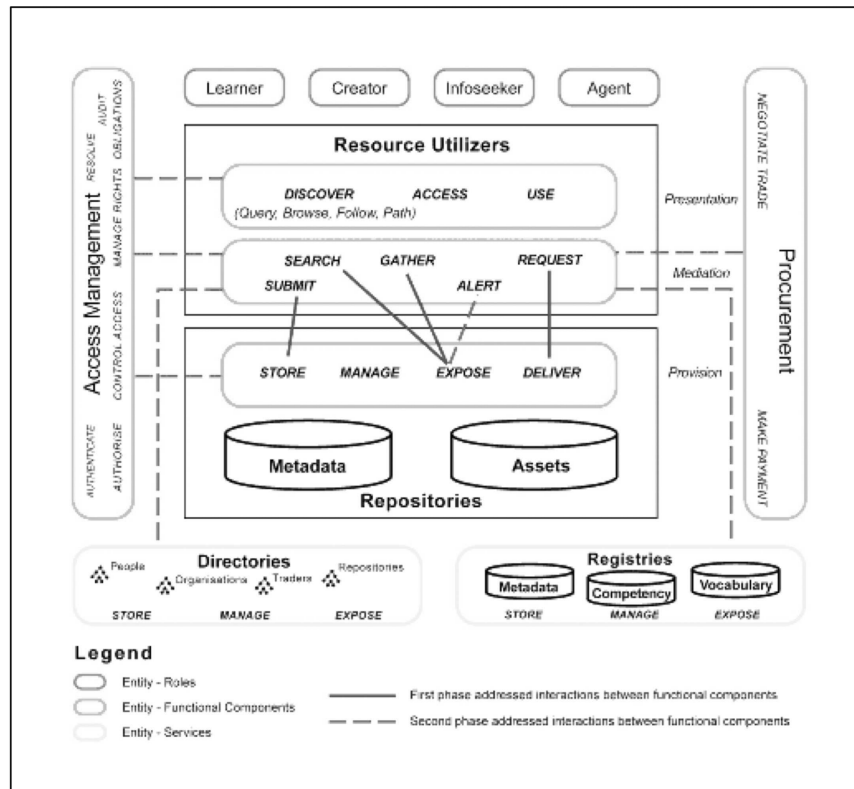 Learner
Creator
Infoseeker
Agent
Access Management
AUDIT
RESOLVE OBLIGATIONS
MANAGE RIGHTS
CONTROL ACCESS
AUTHENTICATE
AUTHORISE
Resource Utilizers
DISCOVER ACCESS USE
(Query, Browse, Follow, Path)
Presentation
SEARCH GATHER REQUEST
SUBMIT ALERT
Mediation
STORE MANAGE EXPOSE DELIVER
Provision
Metadata
Assets
Repositories
NEGOTIATE TRADE
Procurement
MAKE PAYMENT
Directories
People
Organisations
Traders
Repositories
STORE MANAGE EXPOSE
Registries
Metadata
Competency
Vocabulary
STORE MANAGE EXPOSE
Legend
Entity - Roles
Entity - Functional Components
Entity - Services
First phase addressed interactions between functional components
Second phase addressed interactions between functional components